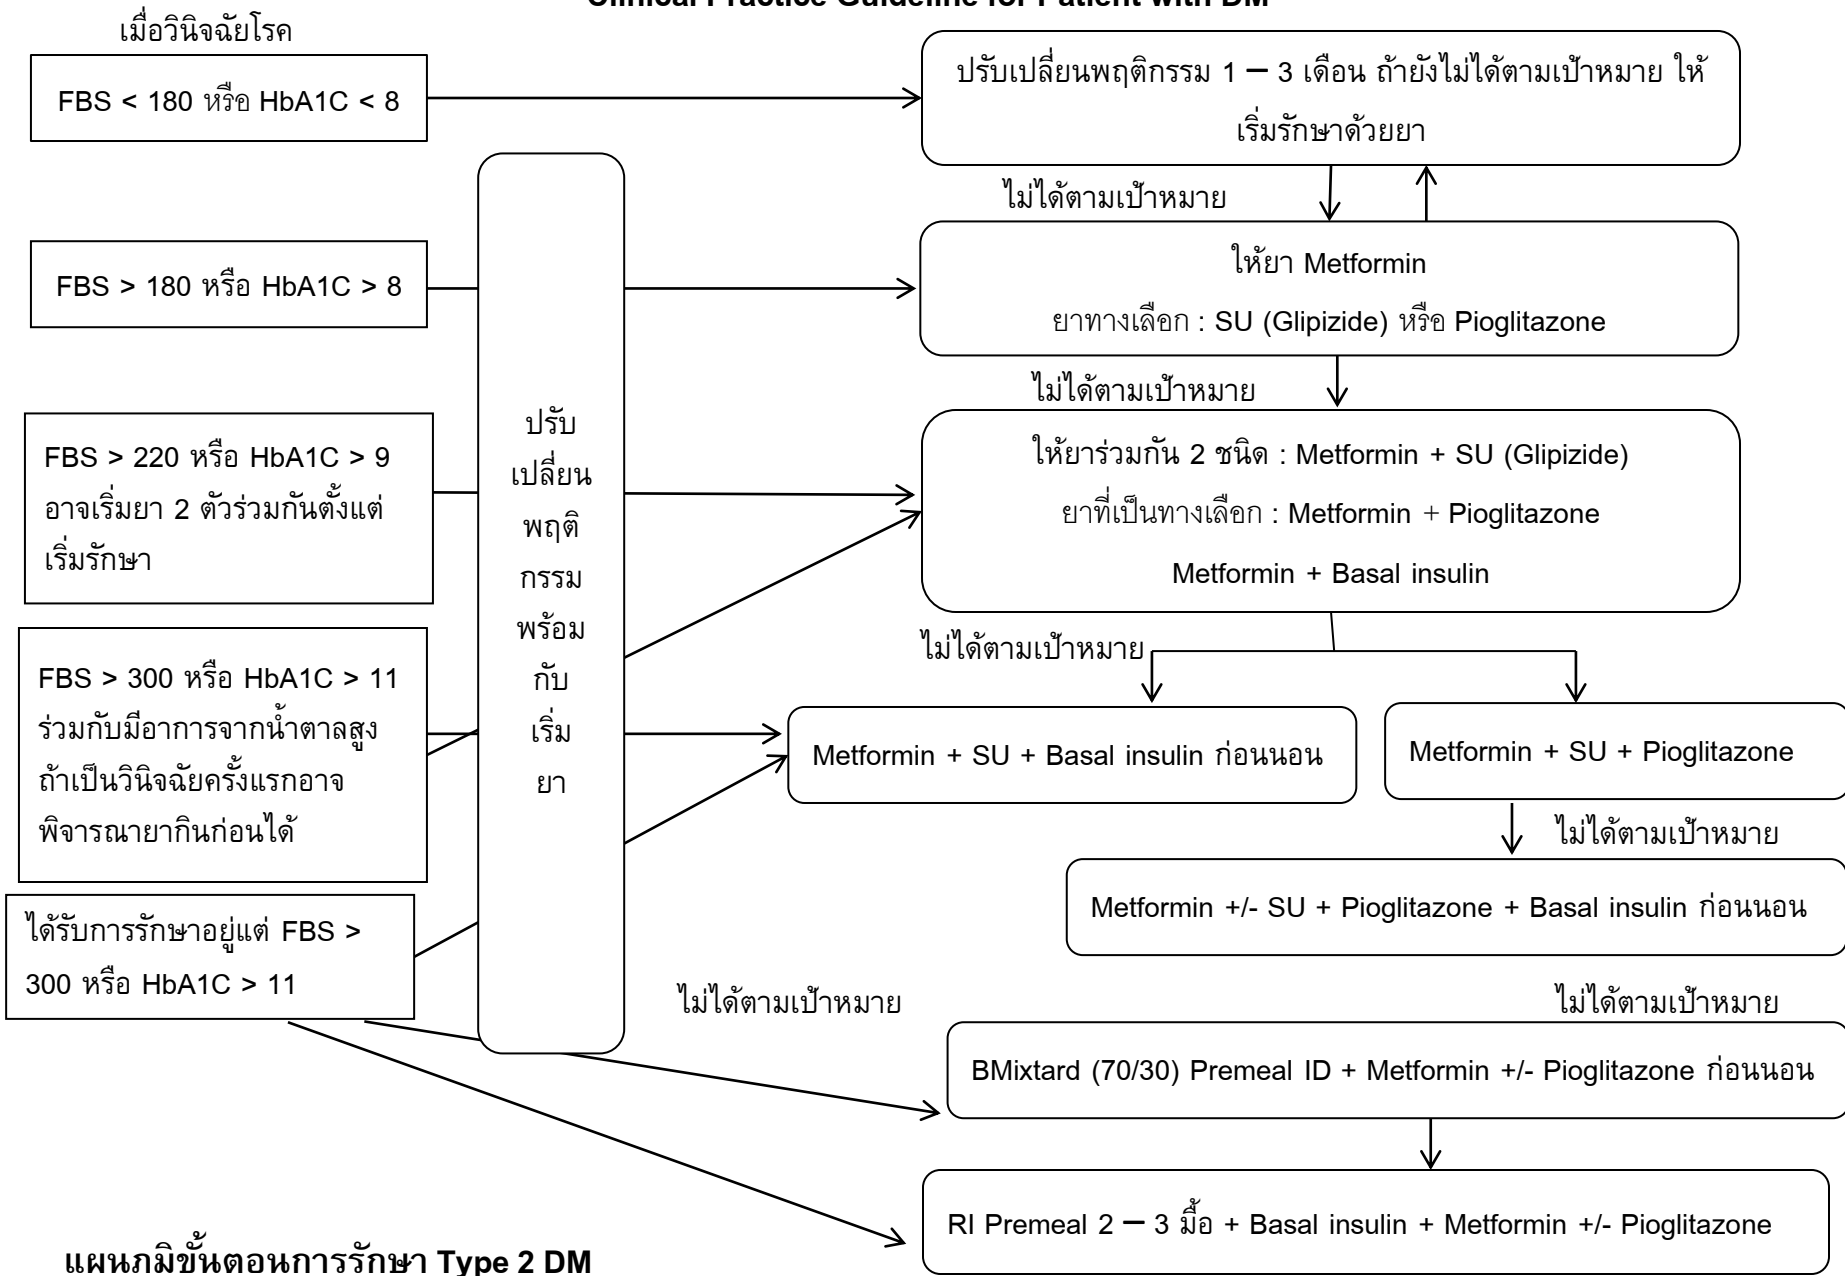 Clinical Practice Guideline for Patient with DM
เมื่อวินิจฉัยโรค
FBS < 180 หรือ HbA1C < 8
ปรับเปลี่ยนพฤติกรรม 1 – 3 เดือน ถ้ายังไม่ได้ตามเป้าหมาย ให้
เริ่มรักษาด้วยยา
ไม่ได้ตามเป้าหมาย
FBS > 180 หรือ HbA1C > 8
ให้ยา Metformin
ยาทางเลือก : SU (Glipizide) หรือ Pioglitazone
ไม่ได้ตามเป้าหมาย
ปรับ
เปลี่ยน
พฤติ
กรรม
พร้อม
กับ
เริ่ม
ยา
FBS > 220 หรือ HbA1C > 9
อาจเริ่มยา 2 ตัวร่วมกันตั้งแต่
เริ่มรักษา
ให้ยาร่วมกัน 2 ชนิด : Metformin + SU (Glipizide)
ยาที่เป็นทางเลือก : Metformin + Pioglitazone
Metformin + Basal insulin
ไม่ได้ตามเป้าหมาย
FBS > 300 หรือ HbA1C > 11
ร่วมกับมีอาการจากน้ำตาลสูง
ถ้าเป็นวินิจฉัยครั้งแรกอาจ
พิจารณายากินก่อนได้
Metformin + SU + Basal insulin ก่อนนอน
Metformin + SU + Pioglitazone
ไม่ได้ตามเป้าหมาย
Metformin +/- SU + Pioglitazone + Basal insulin ก่อนนอน
ได้รับการรักษาอยู่แต่ FBS >
300 หรือ HbA1C > 11
ไม่ได้ตามเป้าหมาย
ไม่ได้ตามเป้าหมาย
BMixtard (70/30) Premeal ID + Metformin +/- Pioglitazone ก่อนนอน
RI Premeal 2 – 3 มื้อ + Basal insulin + Metformin +/- Pioglitazone
แผนภูมิขั้นตอนการรักษา Type 2 DM